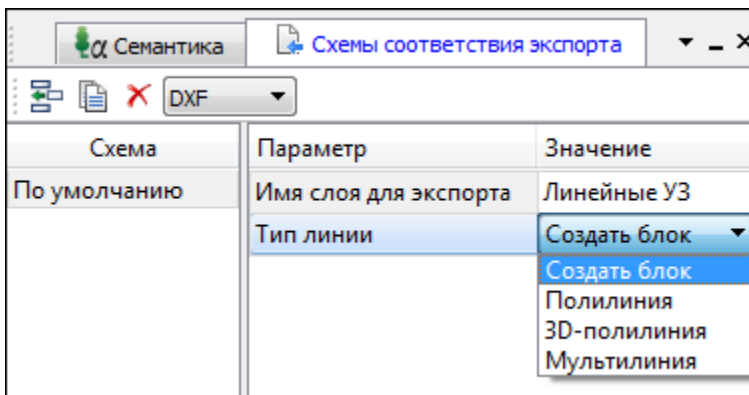 α Семантика Схемы соответствия экспорта
DXF
Схема Параметр Значение
По умолчанию Имя слоя для экспорта Линейные УЗ
Тип линии Создать блок
Создать блок
Полилиния
3D-полилиния
Мультилиния